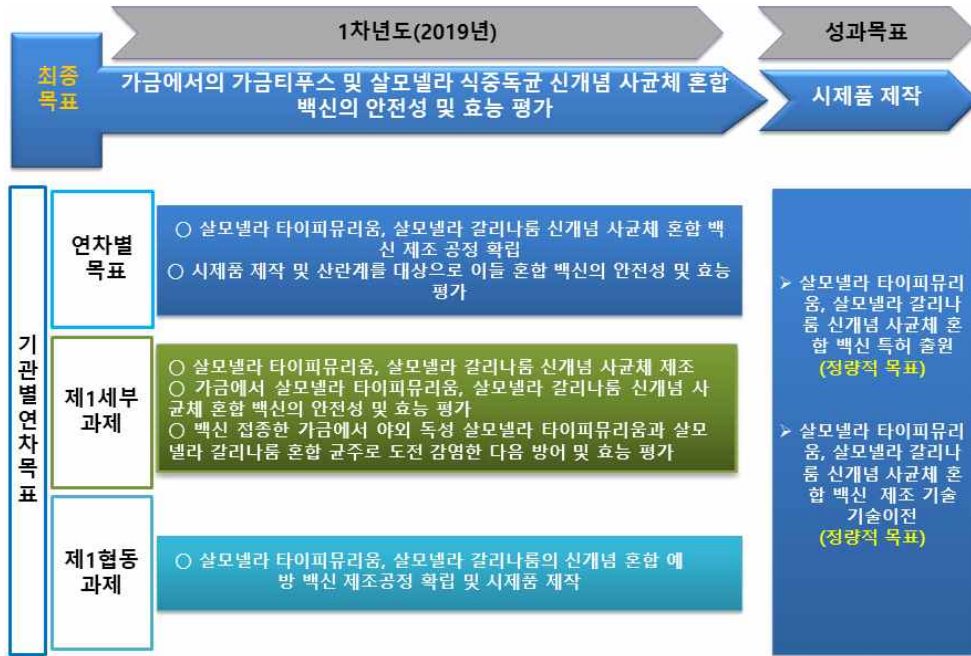 1차년도(2019년)
성과목표
최종
목표
가금에서의 가금티푸스 및 살모넬라 식중독균 신개념 사균체 혼합
백신의 안전성 및 효능 평가
시제품 제작
기관별연차목표
연차별
목표
○ 살모넬라 타이피뮤리움, 살모넬라 갈리나룸 신개념 사균체 혼합 백
신 제조 공정 확립
○ 시제품 제작 및 산란계를 대상으로 이들 혼합 백신의 안전성 및 효능
평가
제1세부
과제
○ 살모넬라 타이피뮤리움, 살모넬라 갈리나룸 신개념 사균체 제조
○ 가금에서 살모넬라 타이피뮤리움, 살모넬라 갈리나룸 신개념 사
균체 혼합 백신의 안전성 및 효능 평가
○ 백신 접종한 가금에서 야외 독성 살모넬라 타이피뮤리움과 살모
넬라 갈리나룸 혼합 균주로 도전 감염한 다음 방어 및 효능 평가
제1협동
과제
○ 살모넬라 타이피뮤리움, 살모넬라 갈리나룸의 신개념 혼합 예
방 백신 제조공정 확립 및 시제품 제작
➢ 살모넬라 타이피뮤리
움, 살모넬라 갈리나
룸 신개념 사균체 혼
합 백신 특허 출원
(정량적 목표)
➢ 살모넬라 타이피뮤리
움, 살모넬라 갈리나
룸 신개념 사균체 혼
합 백신 제조 기술
기술이전
(정량적 목표)